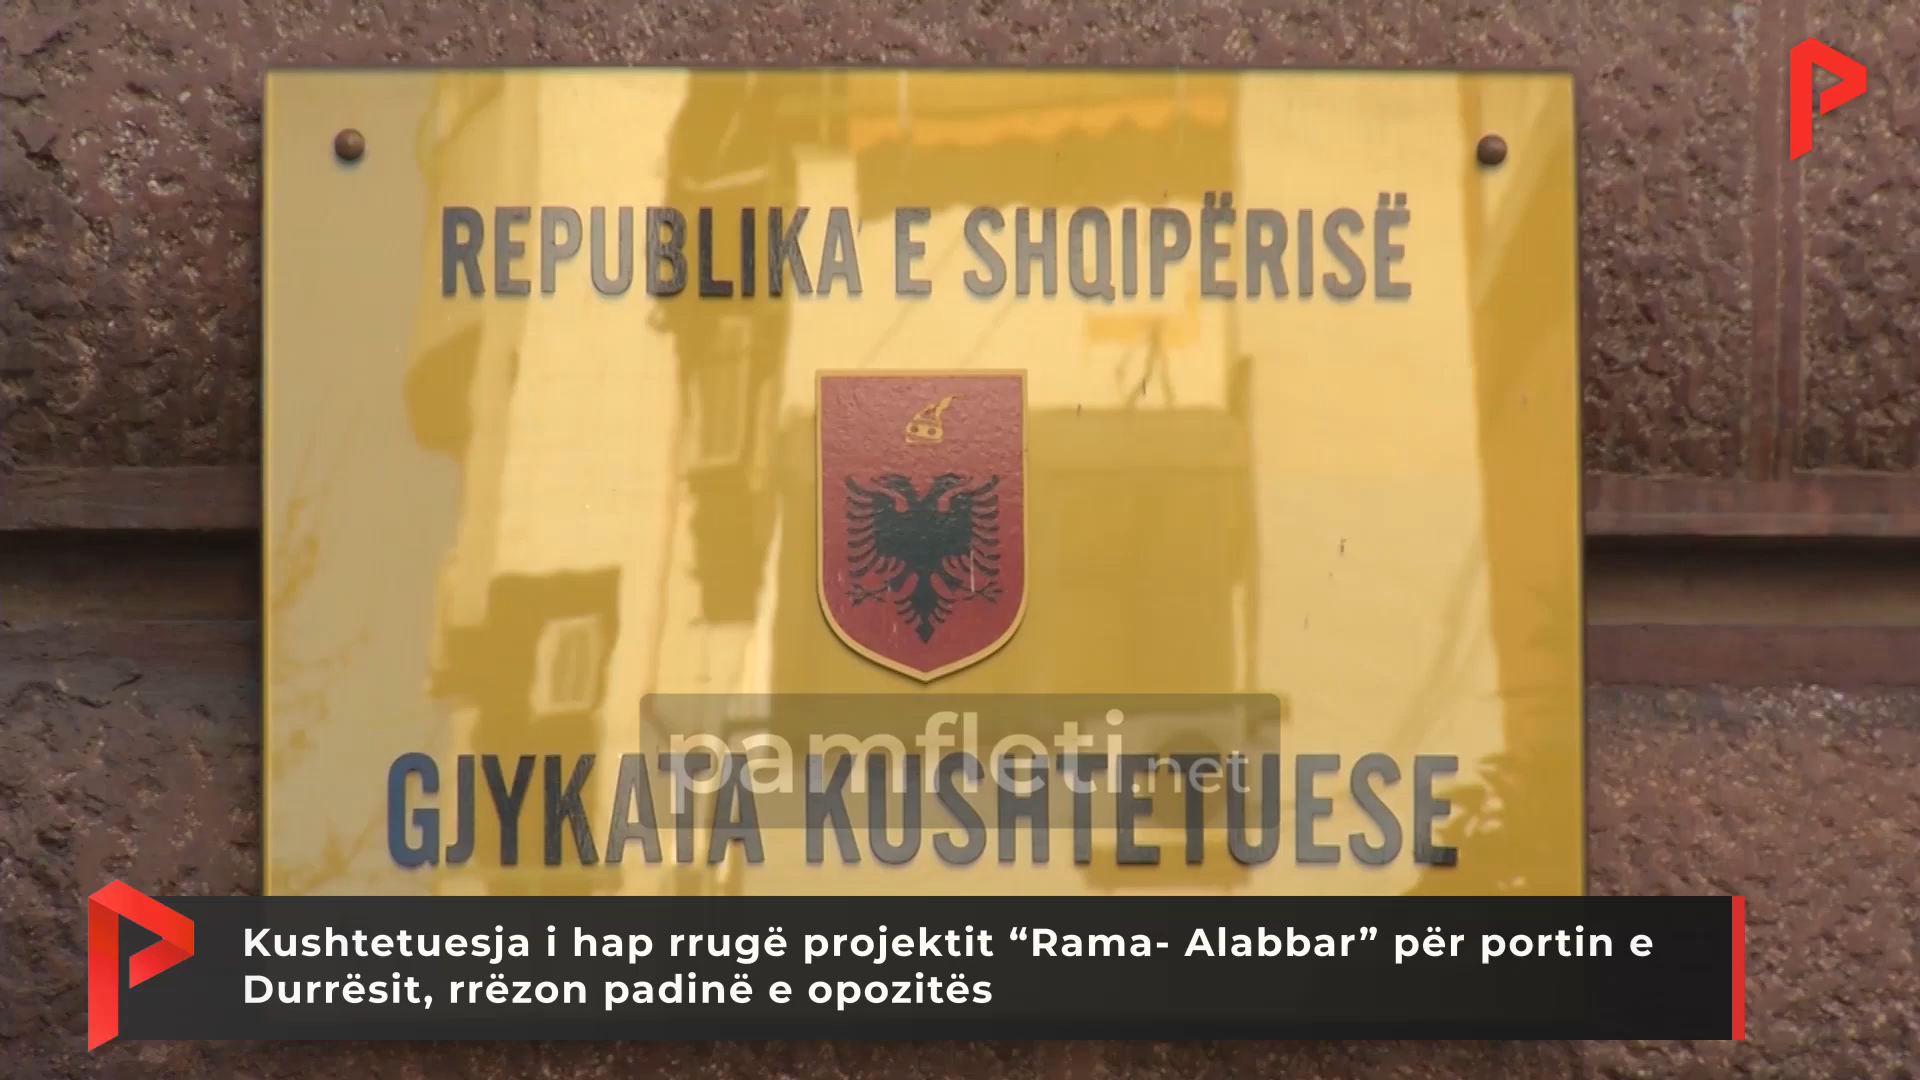 REPUBLIKA E SHQIPËRISË
pamfleti.net
GJYKATA KUSHTETUESE
Kushtetuesja i hap rrugë projektit “Rama- Alabbar” për portin e
Durrësit, rrëzon padinë e opozitës